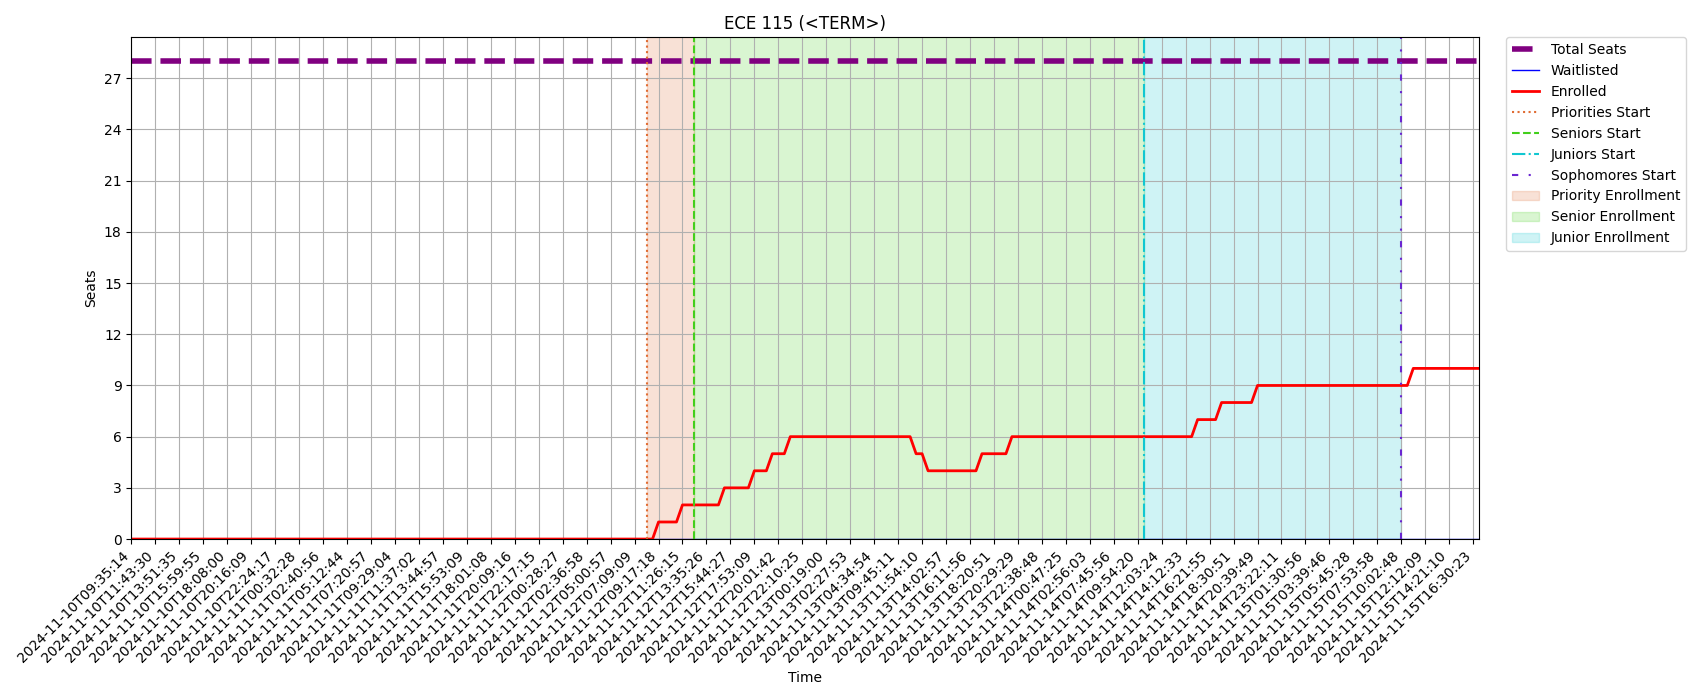 ECE 115 (<TERM>)
Total Seats
Waitlisted
Enrolled
Priorities Start
Seniors Start
Juniors Start
Sophomores Start
Priority Enrollment
Senior Enrollment
Junior Enrollment
Seats
27
24
21
18
15
12
9
6
3
0
2024-11-10T09:35:14
2024-11-10T11:43:30
2024-11-10T13:51:35
2024-11-10T15:59:55
2024-11-10T18:08:00
2024-11-10T20:16:09
2024-11-10T22:24:17
2024-11-11T00:32:28
2024-11-11T02:40:56
2024-11-11T05:12:44
2024-11-11T07:20:57
2024-11-11T09:29:04
2024-11-11T11:37:02
2024-11-11T13:44:57
2024-11-11T15:53:09
2024-11-11T18:01:08
2024-11-11T20:09:16
2024-11-11T22:17:15
2024-11-12T00:28:27
2024-11-12T02:36:58
2024-11-12T05:00:57
2024-11-12T07:09:09
2024-11-12T09:17:18
2024-11-12T11:26:15
2024-11-12T13:35:26
2024-11-12T15:44:27
2024-11-12T17:53:09
2024-11-12T20:01:42
2024-11-12T22:10:25
2024-11-13T00:19:00
2024-11-13T02:27:53
2024-11-13T04:34:54
2024-11-13T09:45:11
2024-11-13T11:54:10
2024-11-13T14:02:57
2024-11-13T16:11:56
2024-11-13T18:20:51
2024-11-13T20:29:29
2024-11-13T22:38:48
2024-11-14T00:47:25
2024-11-14T02:56:03
2024-11-14T07:45:56
2024-11-14T09:54:20
2024-11-14T12:03:24
2024-11-14T14:12:33
2024-11-14T16:21:55
2024-11-14T18:30:51
2024-11-14T20:39:49
2024-11-14T23:22:11
2024-11-15T01:30:56
2024-11-15T03:39:46
2024-11-15T05:45:28
2024-11-15T07:53:58
2024-11-15T10:02:48
2024-11-15T12:12:09
2024-11-15T14:21:10
2024-11-15T16:30:23
Time